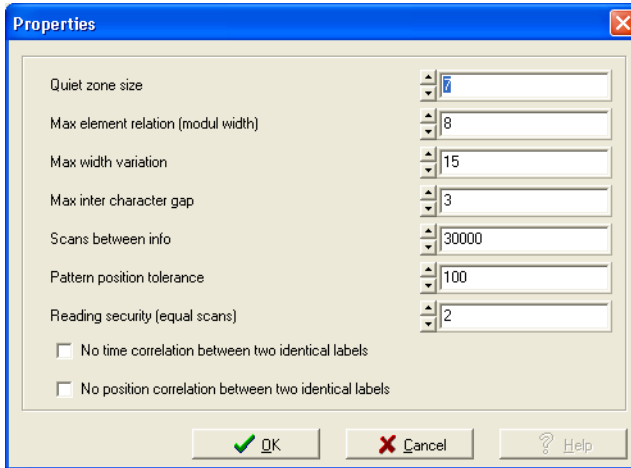 Properties
Quiet zone size 7
Max element relation (modul width) 8
Max width variation 15
Max inter character gap 3
Scans between info 30000
Pattern position tolerance 100
Reading security (equal scans) 2
No time correlation between two identical labels
No position correlation between two identical labels
OK Cancel Help